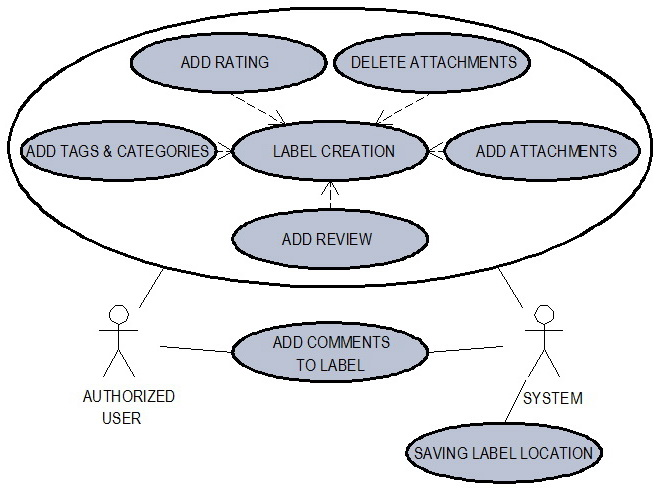 ADD RATING
DELETE ATTACHMENTS
ADD TAGS & CATEGORIES
LABEL CREATION
ADD ATTACHMENTS
ADD REVIEW
ADD COMMENTS
TO LABEL
AUTHORIZED
USER
SYSTEM
SAVING LABEL LOCATION